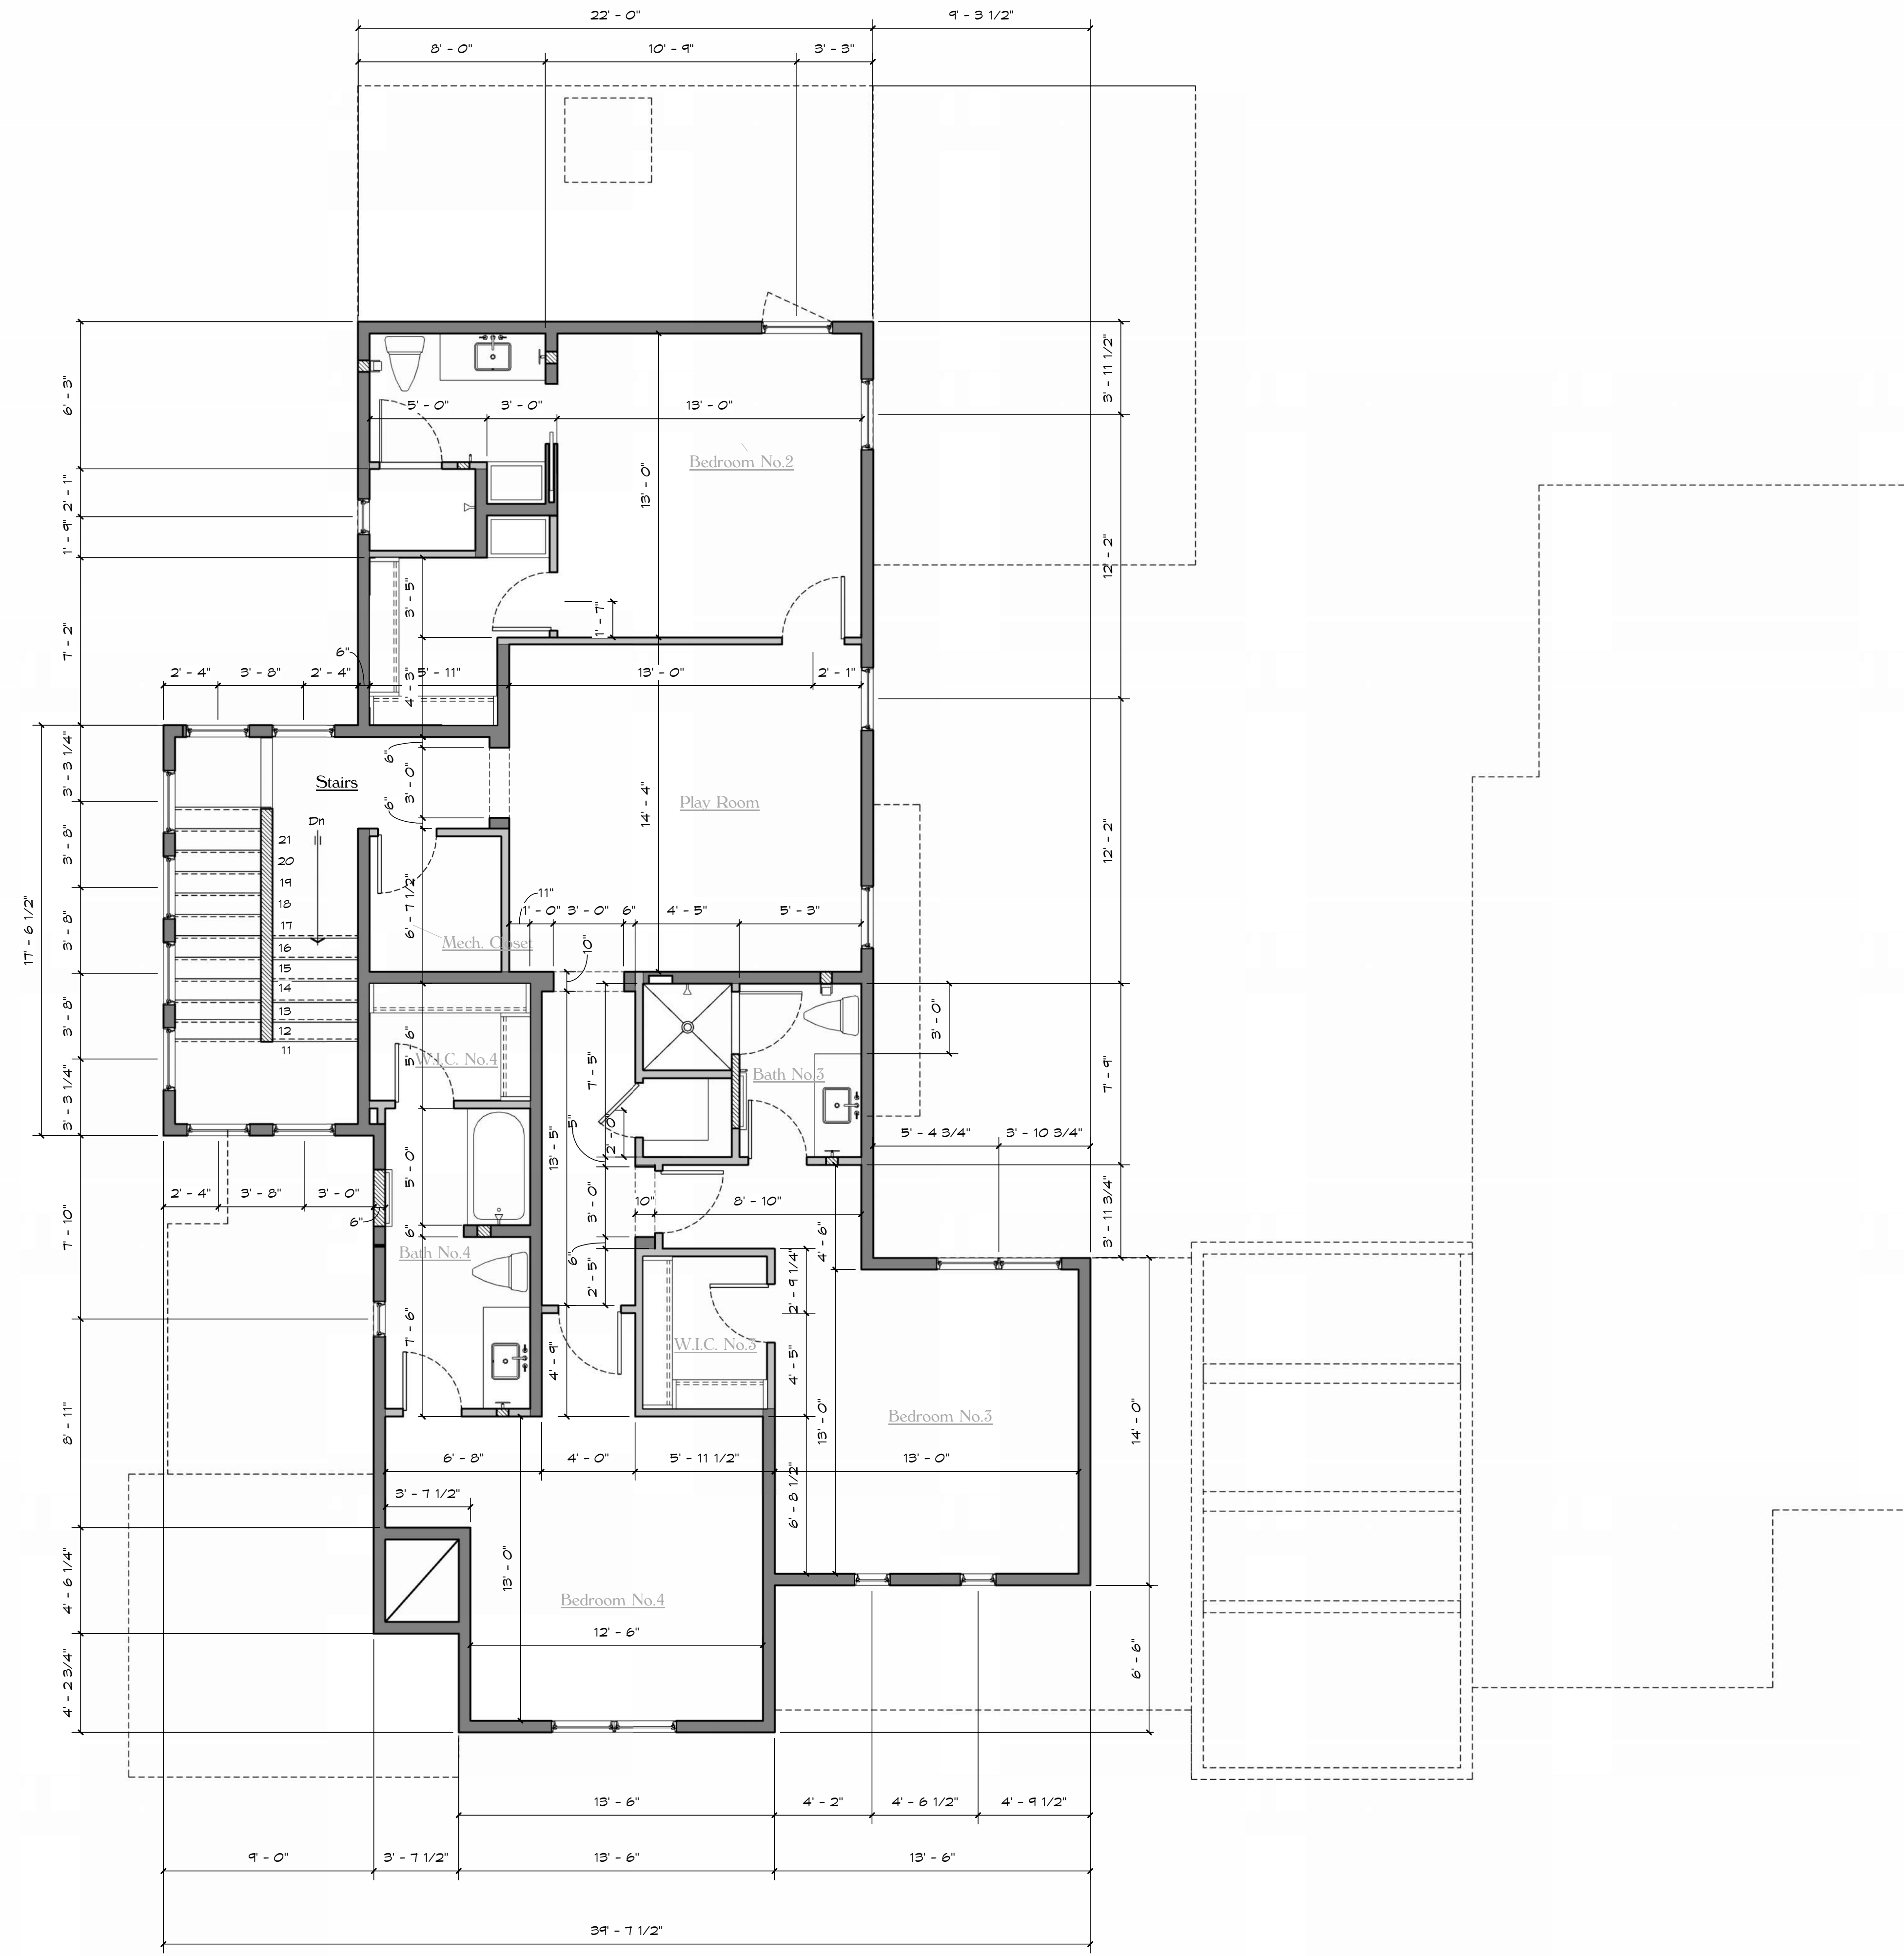 22' - 0"
9' - 3 1/2"
8' - 0"
10' - 9"
3' - 3"
6' - 3"
2' - 1"
1' - 9"
7' - 2"
3' - 11 1/2"
12' - 2"
5' - 0"
3' - 0"
13' - 0"
Bedroom No.2
13' - 0"
3' - 5"
1' - 7"
6"
2' - 4"
3' - 8"
2' - 4"
5' - 11"
4' - 3"
13' - 0"
2' - 1"
17' - 6 1/2"
3' - 3 1/4"
3' - 8"
3' - 8"
3' - 8"
3' - 3 1/4"
Stairs
Dn
21
20
19
18
17
16
15
14
13
12
11
6"
3' - 0"
6"
14' - 4"
Play Room
12' - 2"
6' - 7 1/2"
Mech. Closet
11"
1' - 0"
3' - 0"
6"
4' - 5"
5' - 3"
10"
3' - 0"
5' - 6"
W.I.C. No.4
7' - 5"
Bath No.3
7' - 9"
13' - 5"
5"
2' - 0"
5' - 4 3/4"
3' - 10 3/4"
2' - 4"
3' - 8"
3' - 0"
6"
5' - 0"
6"
Bath No.4
7' - 6"
3' - 0"
10"
8' - 10"
3' - 11 3/4"
6"
2' - 5"
4' - 6"
2' - 9 1/4"
7' - 10"
8' - 11"
4' - 9"
W.I.C. No.3
4' - 5"
13' - 0"
Bedroom No.3
14' - 0"
6' - 8"
4' - 0"
5' - 11 1/2"
13' - 0"
3' - 7 1/2"
6' - 8 1/2"
4' - 6 1/4"
13' - 0"
Bedroom No.4
12' - 6"
4' - 2 3/4"
6' - 6"
13' - 6"
4' - 2"
4' - 6 1/2"
4' - 9 1/2"
9' - 0"
3' - 7 1/2"
13' - 6"
13' - 6"
39' - 7 1/2"